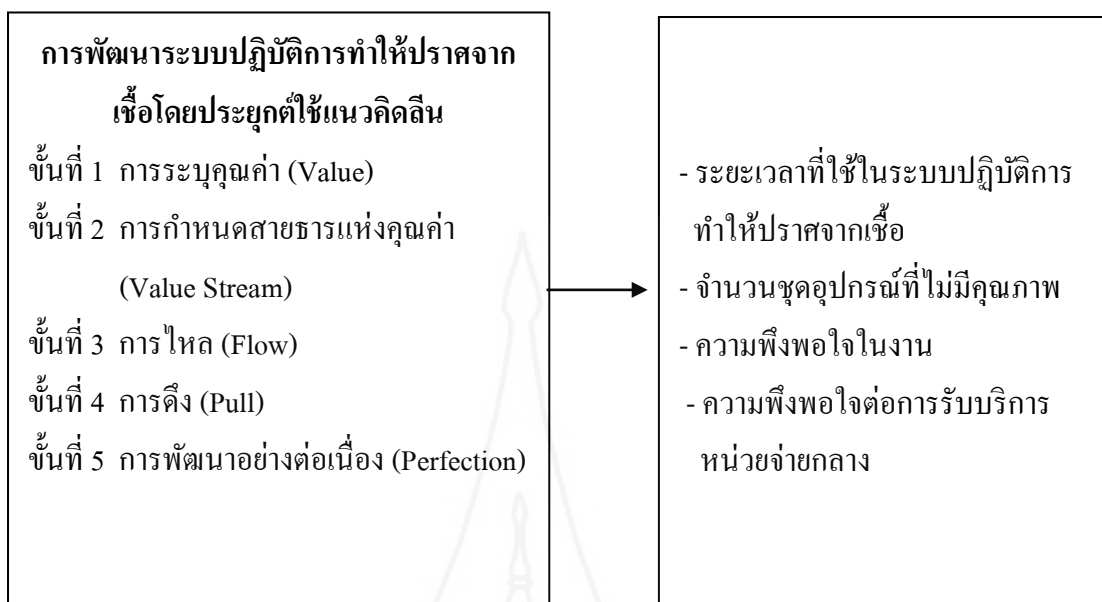 การพัฒนาระบบปฏิบัติการทำให้ปราศจาก
เชื้อโดยประยุกต์ใช้แนวคิดลีน
ขั้นที่ 1 การระบุคุณค่า (Value)
ขั้นที่ 2 การกำหนดสายธารแห่งคุณค่า
(Value Stream)
ขั้นที่ 3 การไหล (Flow)
ขั้นที่ 4 การดึง (Pull)
ขั้นที่ 5 การพัฒนาอย่างต่อเนื่อง (Perfection)
- ระยะเวลาที่ใช้ในระบบปฏิบัติการ
ทำให้ปราศจากเชื้อ
- จำนวนชุดอุปกรณ์ที่ไม่มีคุณภาพ
- ความพึงพอใจในงาน
- ความพึงพอใจต่อการรับบริการ
หน่วยจ่ายกลาง